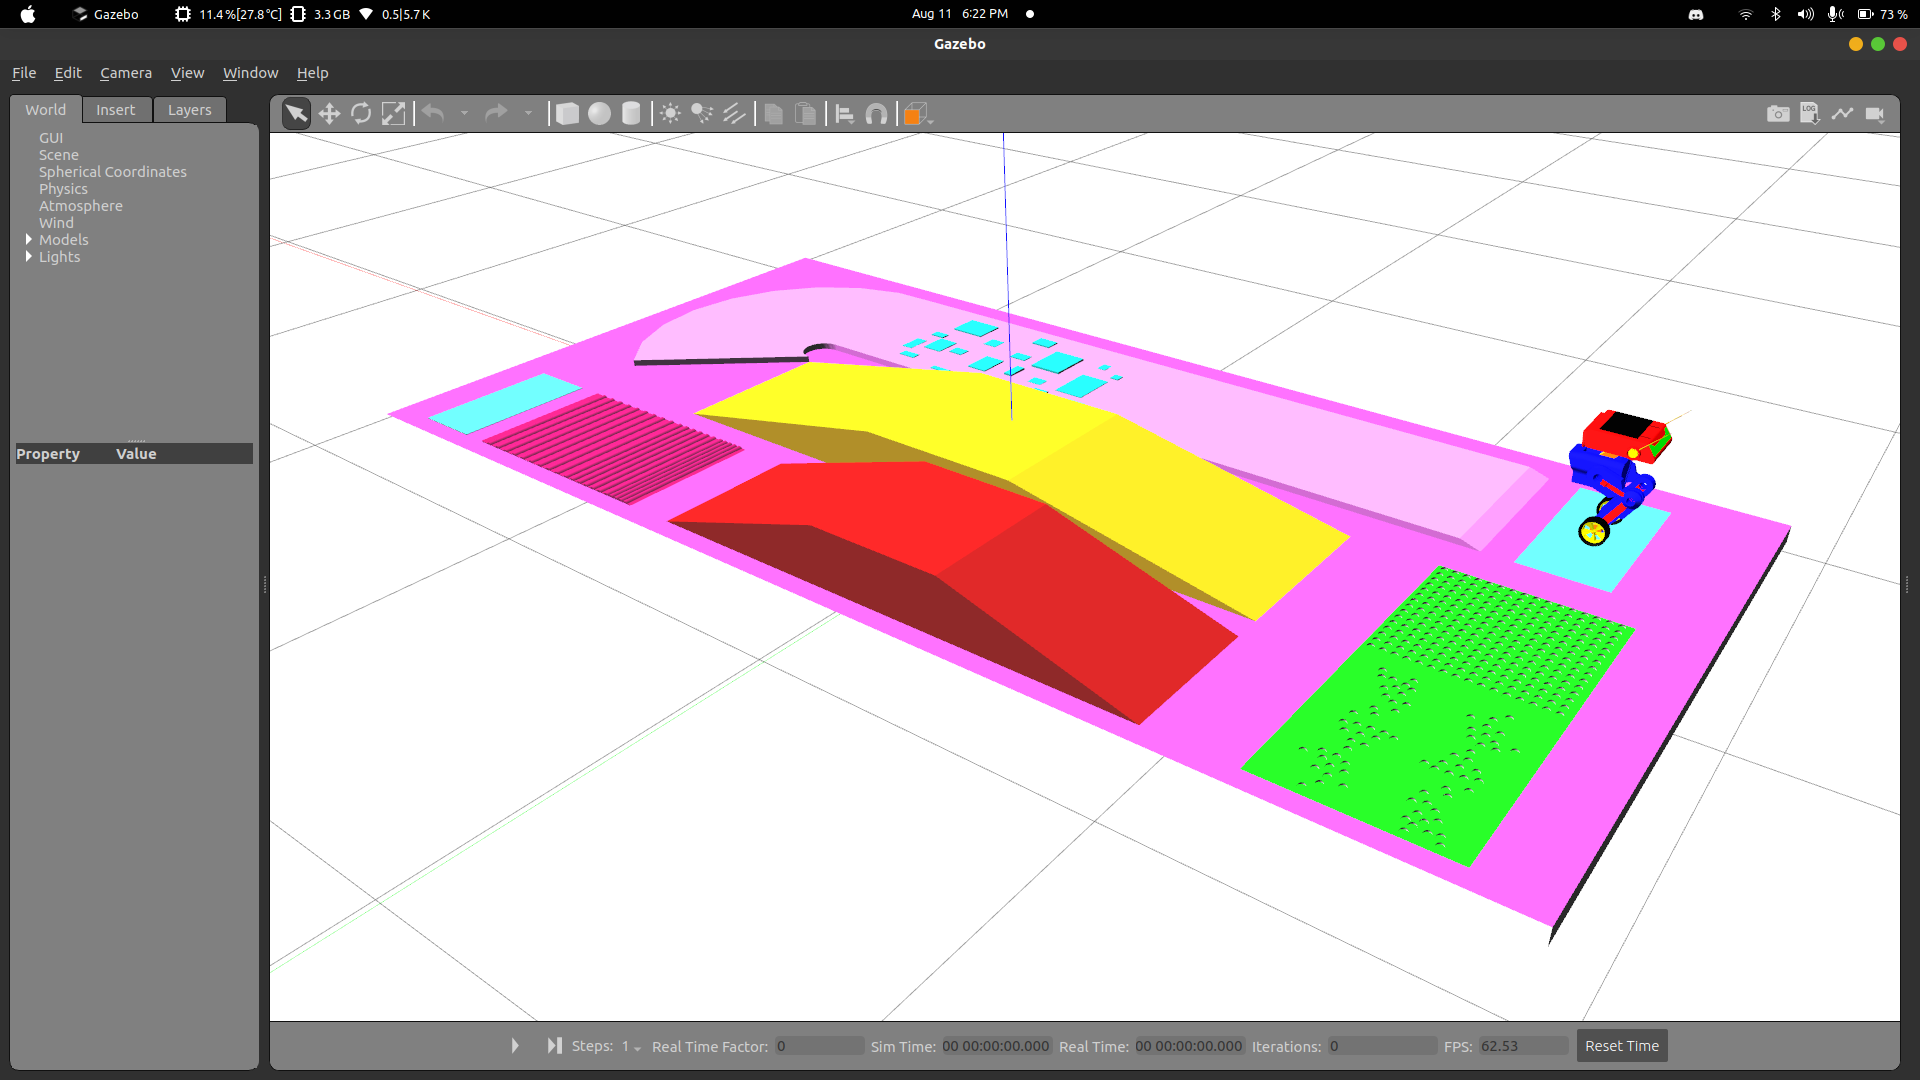 Gazebo 11.4%[27.8°C] 3.3GB 0.5|5.7K Aug 11 6:22 PM 73 %
Gazebo
File Edit Camera View Window Help
World Insert Layers
LOG
GUI
Scene
Spherical Coordinates
Physics
Atmosphere
Wind
Models
Lights
Property Value
Steps: 1 Real Time Factor: 0 Sim Time: 00 00:00:00.000 Real Time: 00 00:00:00.000 Iterations: 0 FPS: 62.53 Reset Time